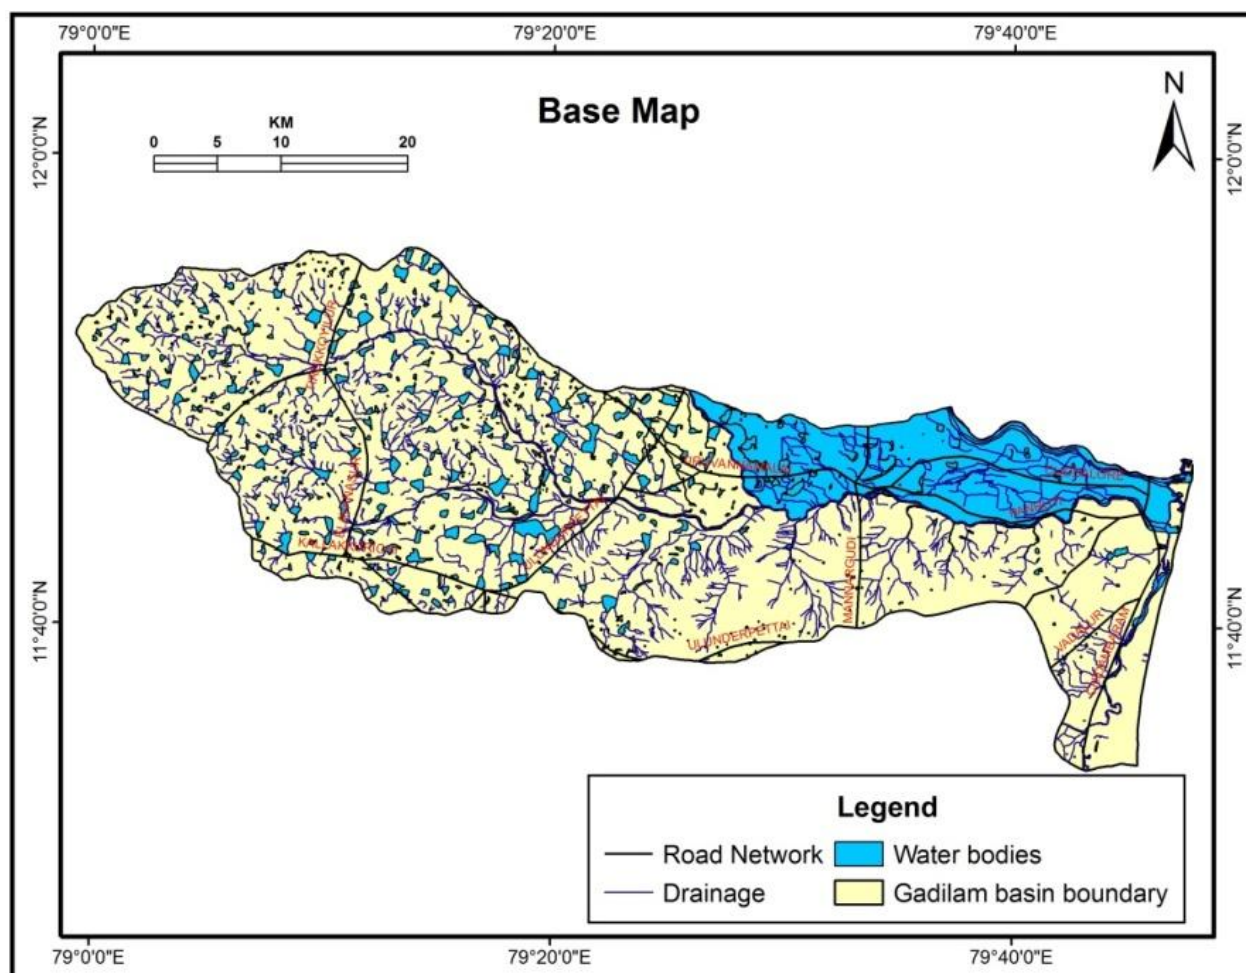 79°0'0"E 79°20'0"E 79°40'0"E
Base Map
N
KM
0 5 10 20
12°0'0"N
12°0'0"N
KALLAKURICHI
ULUNDERPETTAI
MANNARGUDI
VADALUR
11°40'0"N
11°40'0"N
Legend
Road Network
Water bodies
Drainage
Gadilam basin boundary
79°0'0"E 79°20'0"E 79°40'0"E